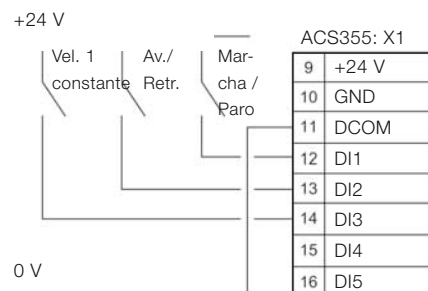 +24 V
Vel. 1
constante
Av./
Retr.
Mar-
cha /
Paro
ACS355: X1
9 +24 V
10 GND
11 DCOM
12 DI1
13 DI2
14 DI3
15 DI4
16 DI5
0 V